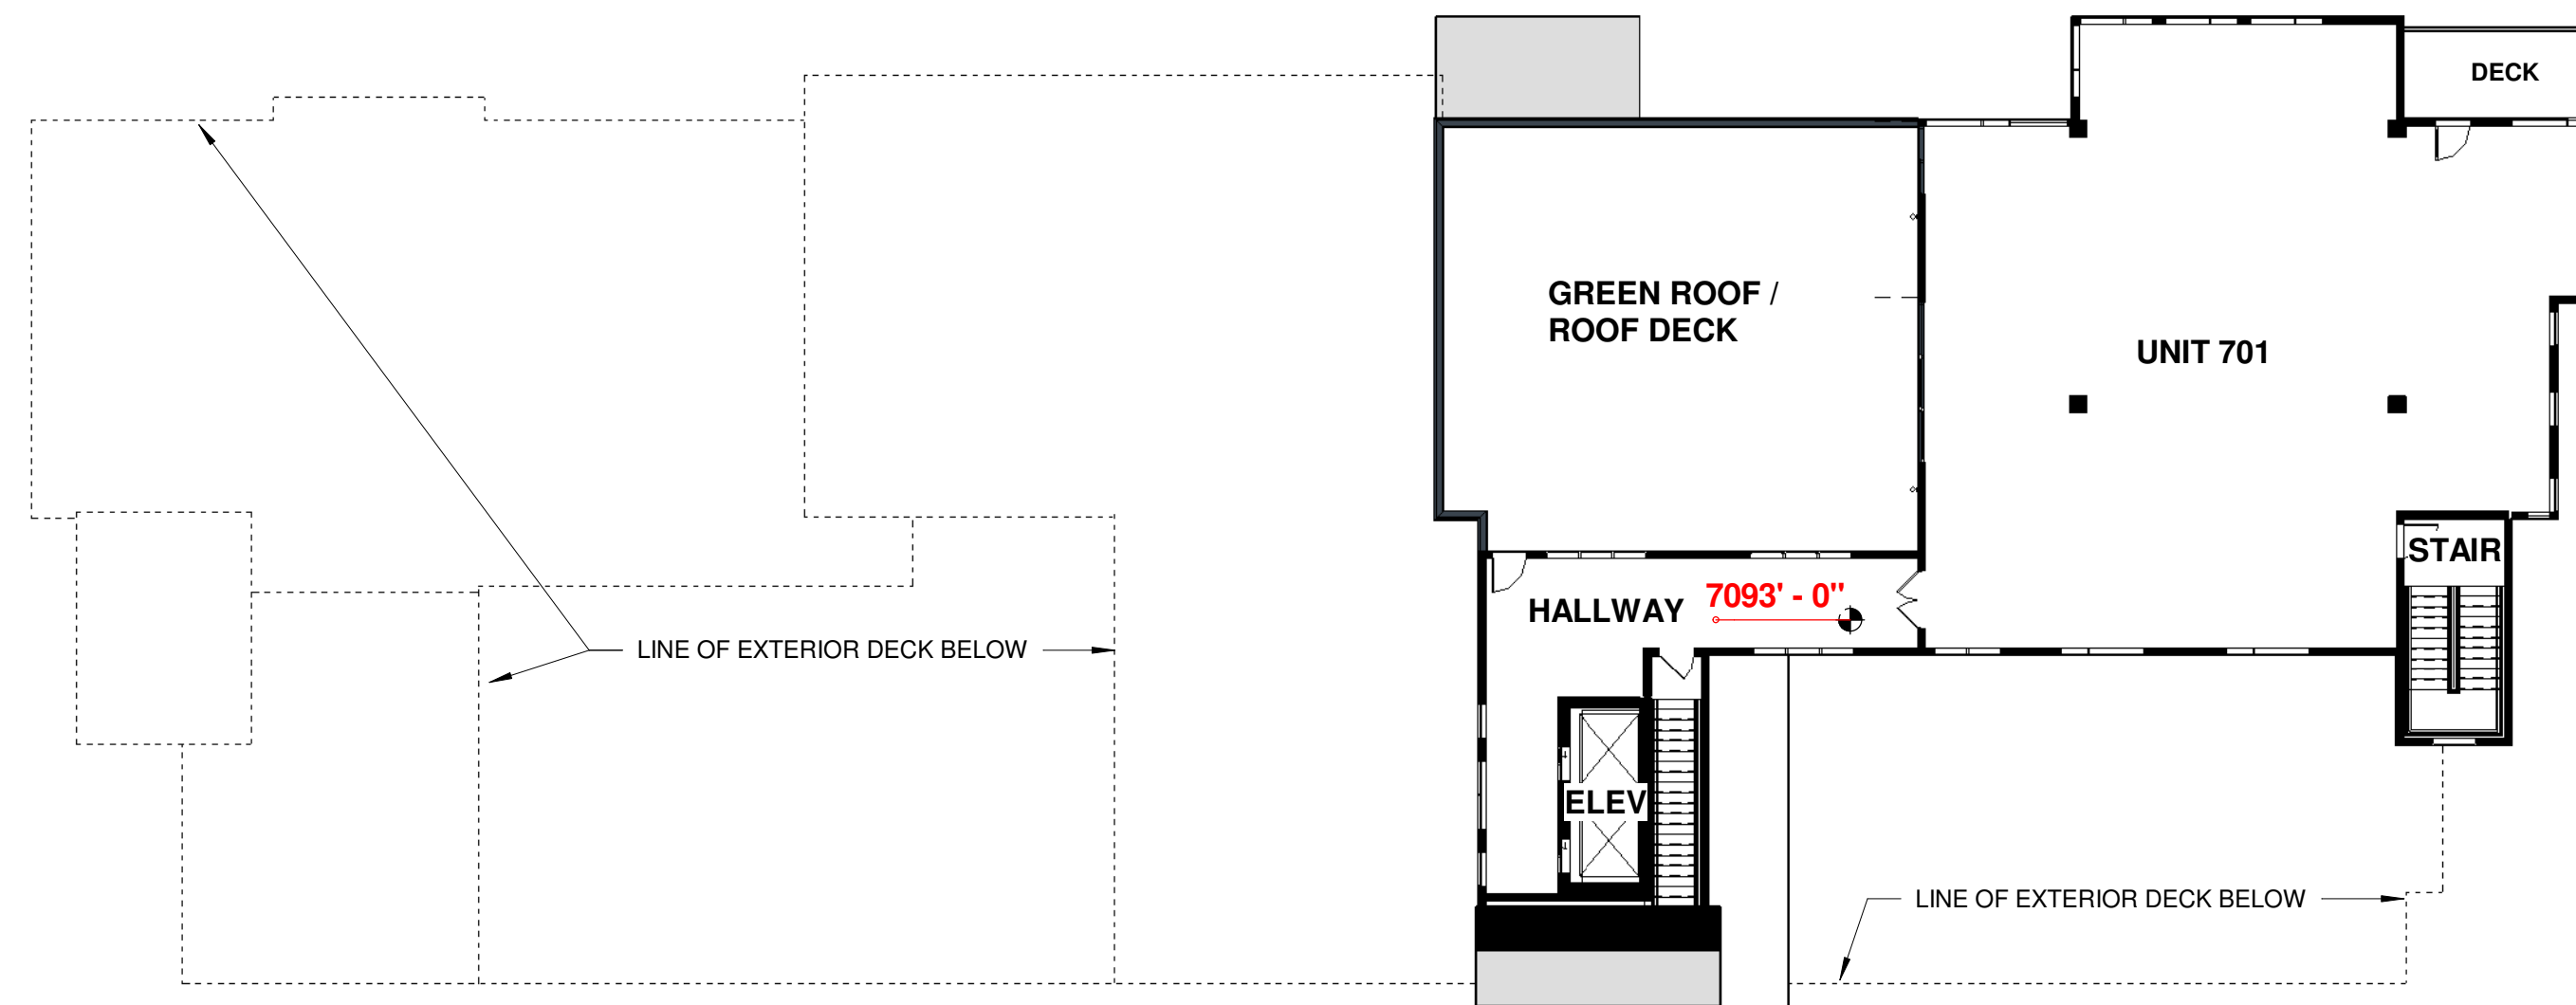 DECK
GREEN ROOF /
ROOF DECK
UNIT 701
STAIR
7093' - 0"
HALLWAY
LINE OF EXTERIOR DECK BELOW
ELEV
LINE OF EXTERIOR DECK BELOW